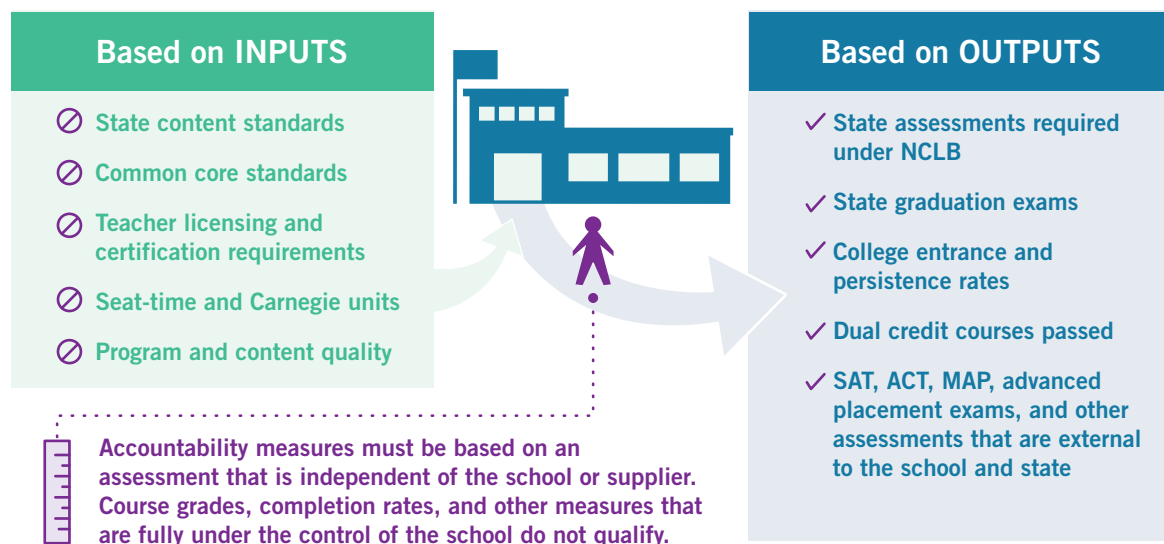 Based on INPUTS
State content standards
Common core standards
Teacher licensing and
certification requirements
Seat-time and Carnegie units
Program and content quality
Based on OUTPUTS
State assessments required
under NCLB
State graduation exams
College entrance and
persistence rates
Dual credit courses passed
SAT, ACT, MAP, advanced
placement exams, and other
assessments that are external
to the school and state
Accountability measures must be based on an
assessment that is independent of the school or supplier.
Course grades, completion rates, and other measures that
are fully under the control of the school do not qualify.